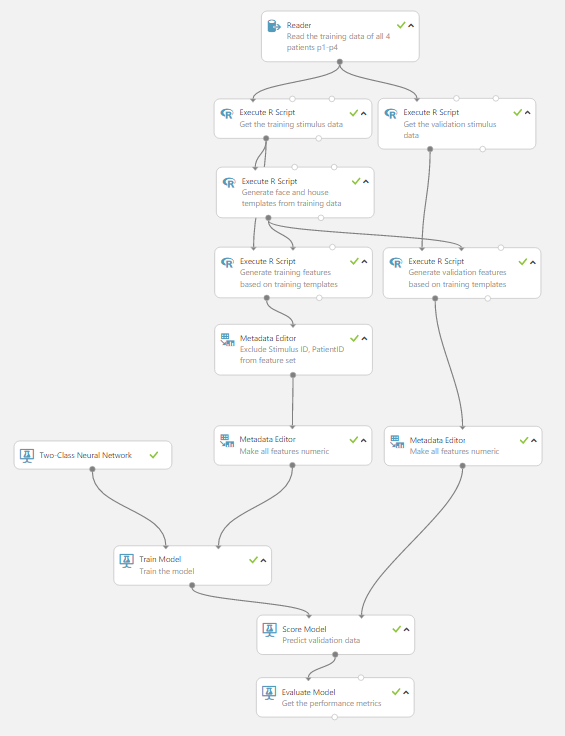 Reader
Read the training data of all 4
patients p1-p4
Execute R Script
Get the training stimulus data
Execute R Script
Get the validation stimulus
data
Execute R Script
Generate face and house
templates from training data
Execute R Script
Generate training features
based on training templates
Execute R Script
Generate validation features
based on training templates
Metadata Editor
Exclude Stimulus ID, PatientID
from feature set
Metadata Editor
Make all features numeric
Metadata Editor
Make all features numeric
Two-Class Neural Network
Train Model
Train the model
Score Model
Predict validation data
Evaluate Model
Get the performance metrics